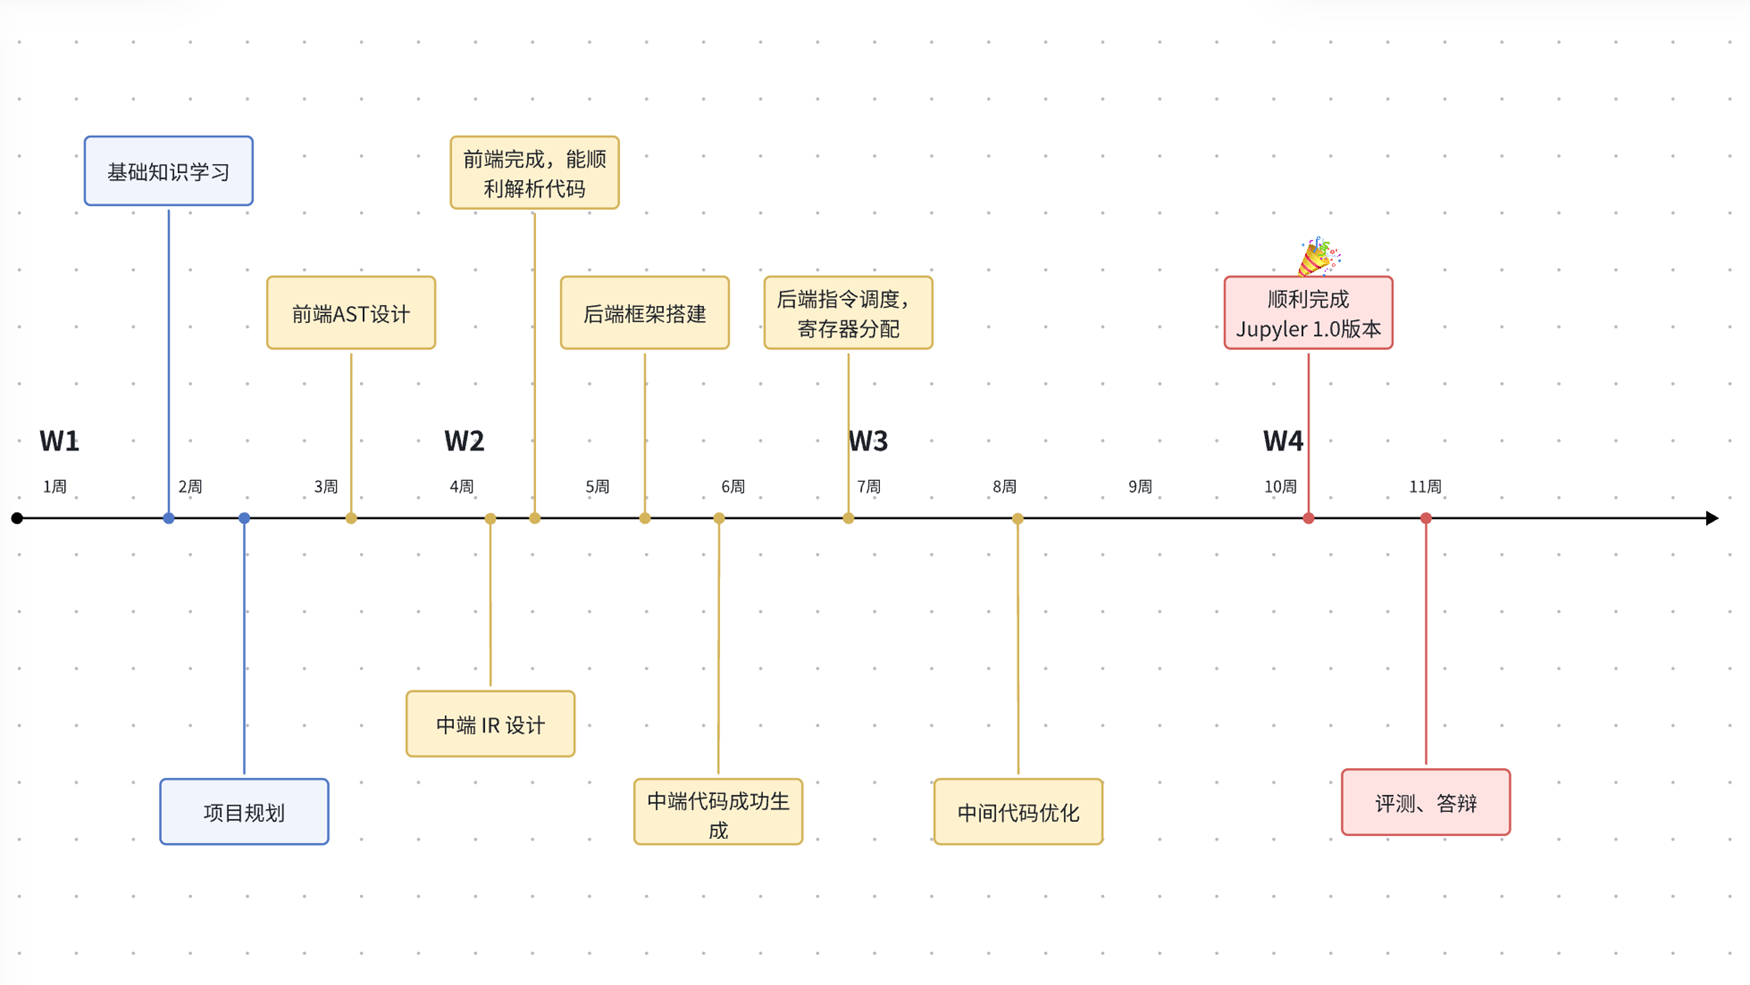 基础知识学习
前端完成，能顺
利解析代码
前端AST设计
后端框架搭建
后端指令调度，
寄存器分配
顺利完成
Jupyler 1.0版本
W1
W2
W3
W4
1周
2周
3周
4周
5周
6周
7周
8周
9周
10周
11周
中端 IR 设计
项目规划
中端代码成功生
成
中间代码优化
评测、答辩